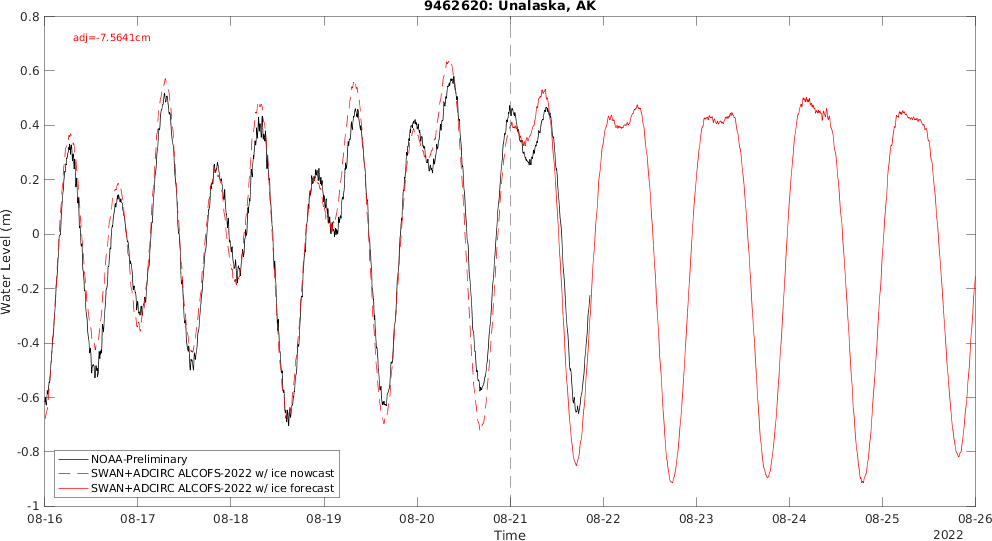 9462620: Unalaska, AK
adj=-7.5641cm
Water Level (m)
0.8
0.6
0.4
0.2
0
-0.2
-0.4
-0.6
-0.8
-1
NOAA-Preliminary
SWAN+ADCIRC ALCOFS-2022 w/ ice nowcast
SWAN+ADCIRC ALCOFS-2022 w/ ice forecast
08-16 08-17 08-18 08-19 08-20 08-21 08-22 08-23 08-24 08-25 08-26
Time
2022